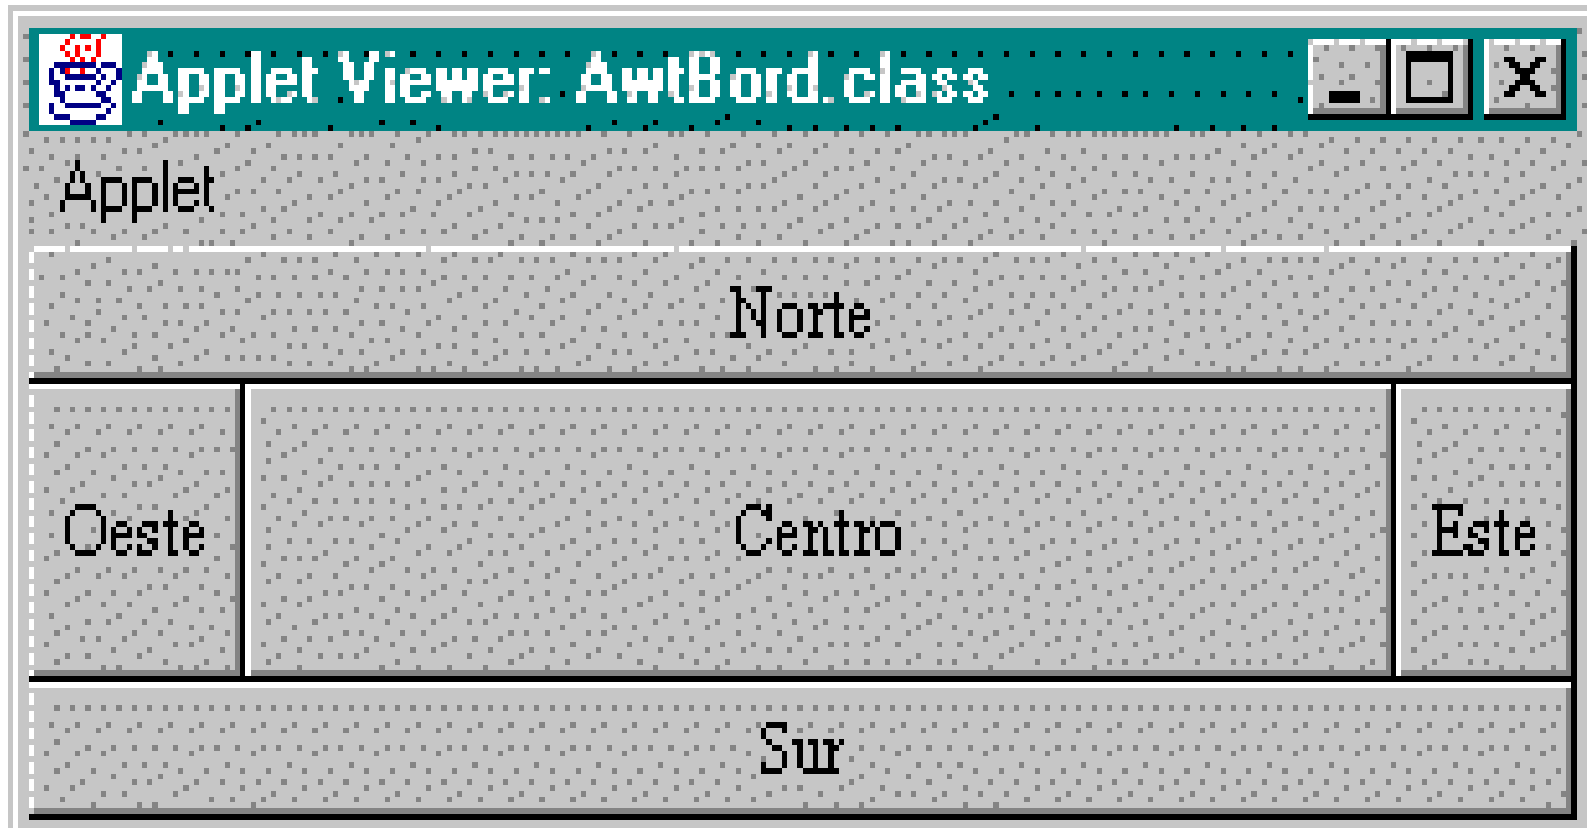 Applet Viewer: AwtBord.class
Applet
Norte
Oeste Centro Este
Sur